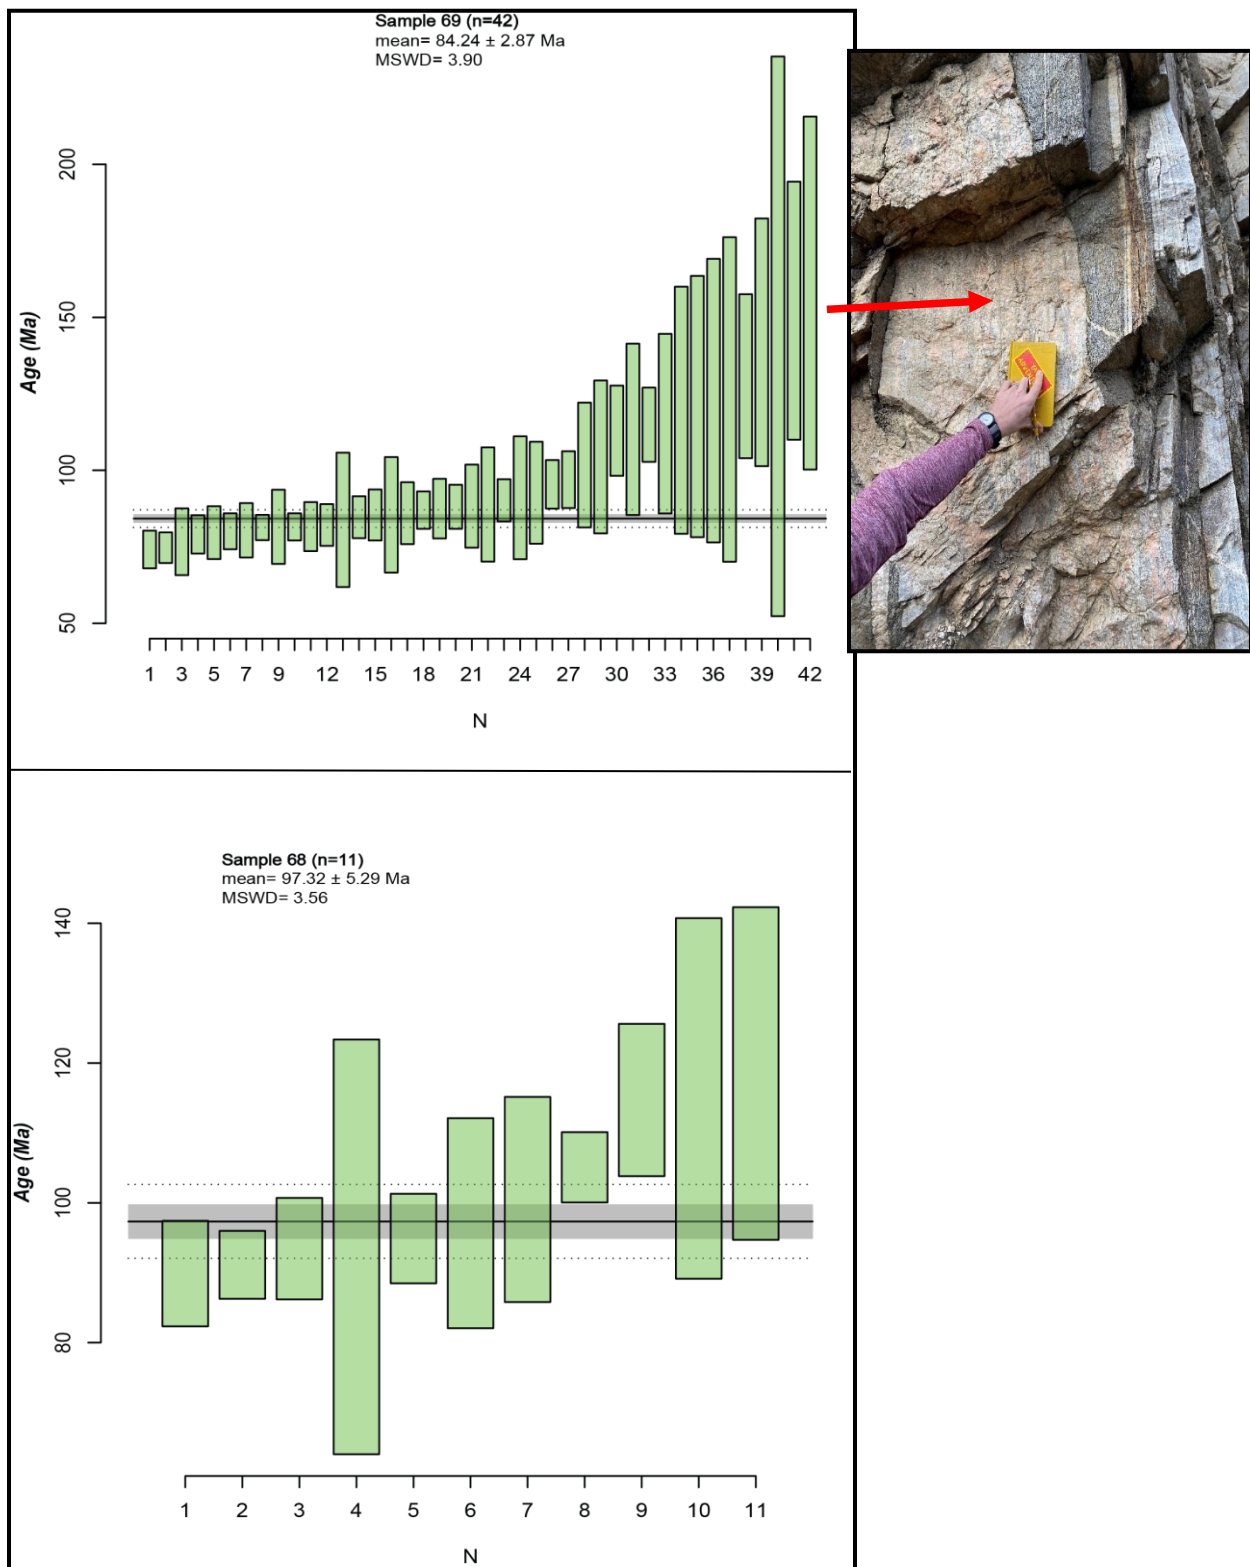 Sample 69 (n=42)
mean= 84.24 ± 2.87 Ma
MSWD= 3.90
Age (Ma)
200
150
100
50
1 3 5 7 9 12 15 18 21 24 27 30 33 36 39 42
N
Sample 68 (n=11)
mean= 97.32 ± 5.29 Ma
MSWD= 3.56
Age (Ma)
140
120
100
80
1 2 3 4 5 6 7 8 9 10 11
N